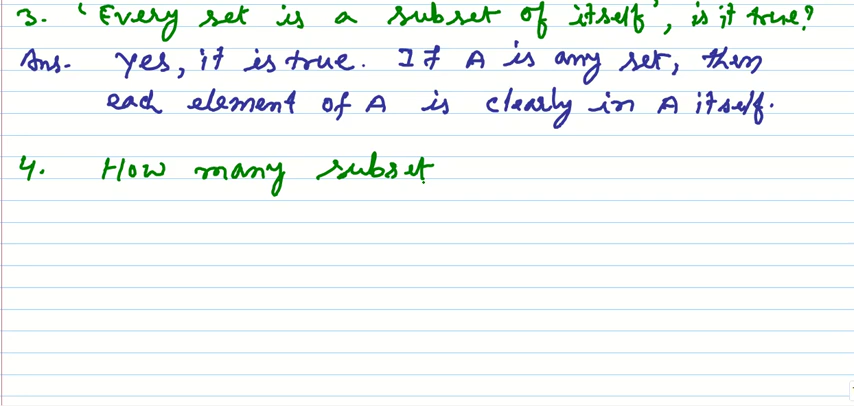 3. 'Every set is a subset of itself', is it true?
Ans. Yes, it is true. If A is any set, then
each element of A is clearly in A itself.
4. How many subset